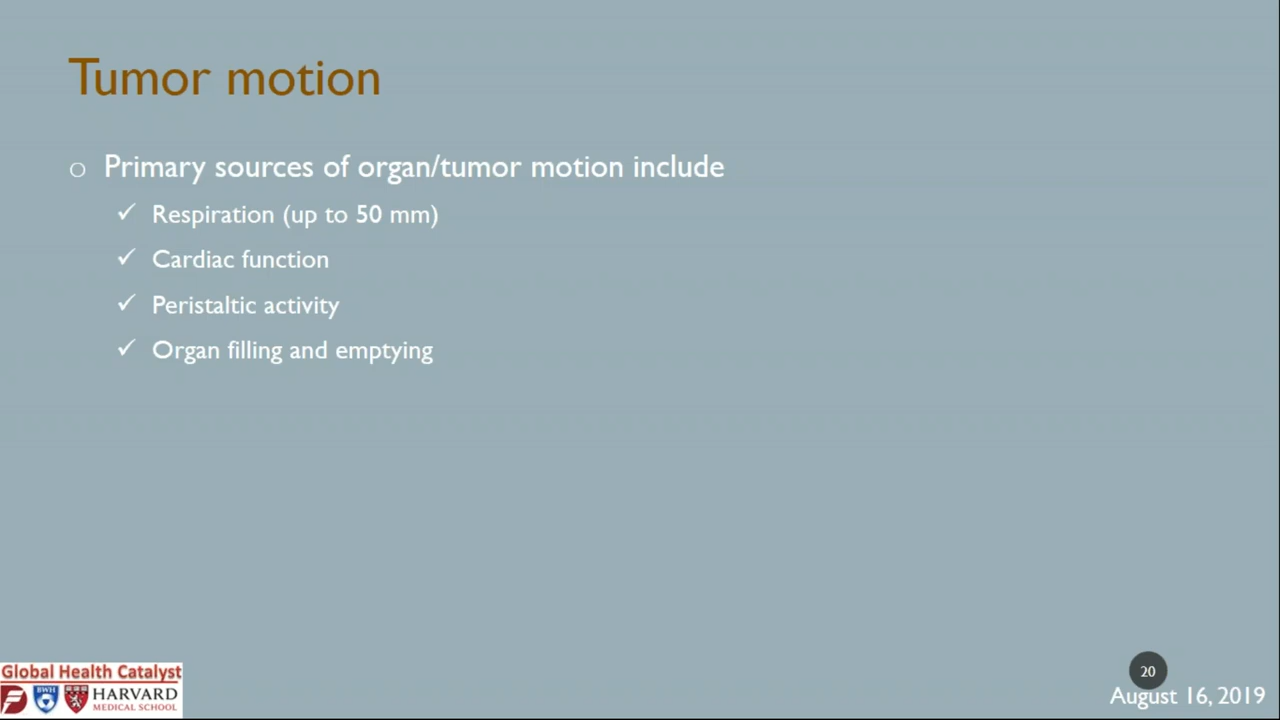 Tumor motion
o Primary sources of organ/tumor motion include
✓ Respiration (up to 50 mm)
✓ Cardiac function
✓ Peristaltic activity
✓ Organ filling and emptying
Global Health Catalyst
BWH
HARVARD
MEDICAL SCHOOL
20
August 16, 2019